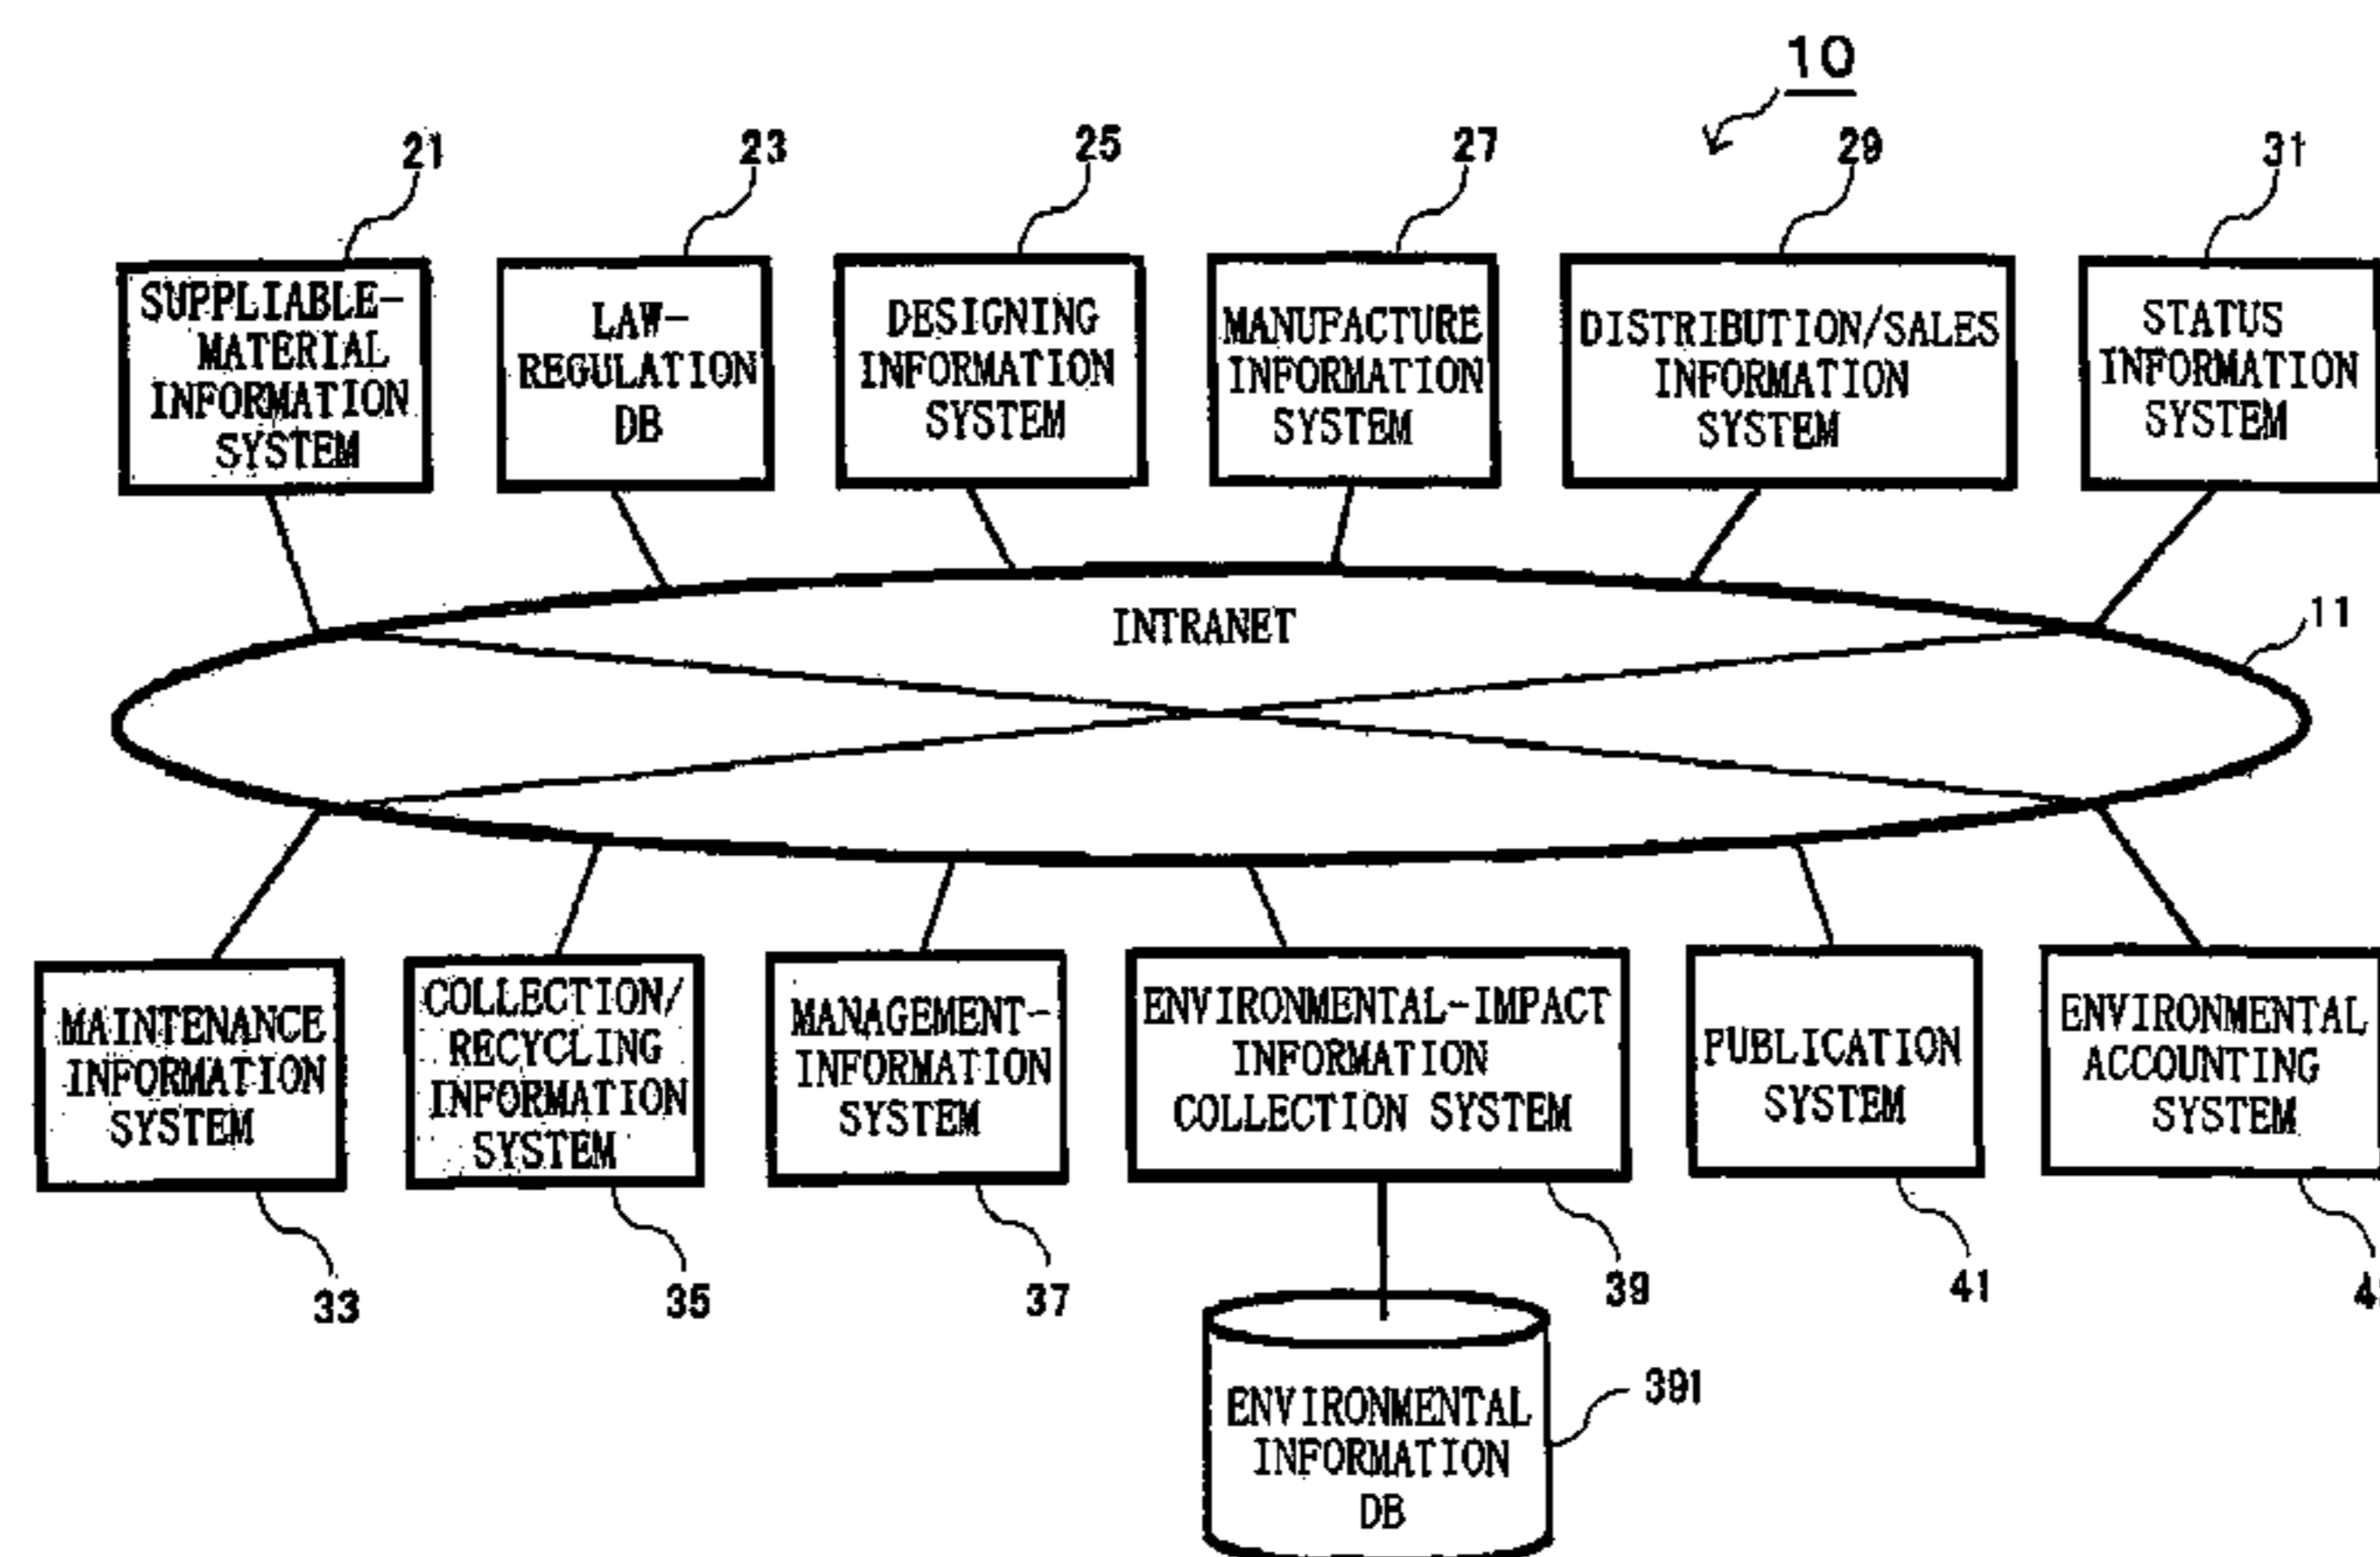 10
21
23
25
27
29
31
SUPPLIABLE-
MATERIAL
INFORMATION
SYSTEM
LAW-
REGULATION
DB
DESIGNING
INFORMATION
SYSTEM
MANUFACTURE
INFORMATION
SYSTEM
DISTRIBUTION/SALES
INFORMATION
SYSTEM
STATUS
INFORMATION
SYSTEM
INTRANET
11
MAINTENANCE
INFORMATION
SYSTEM
COLLECTION/
RECYCLING
INFORMATION
SYSTEM
MANAGEMENT-
INFORMATION
SYSTEM
ENVIRONMENTAL-IMPACT
INFORMATION
COLLECTION SYSTEM
PUBLICATION
SYSTEM
ENVIRONMENTAL
ACCOUNTING
SYSTEM
33
35
37
39
41
391
ENVIRONMENTAL
INFORMATION
DB